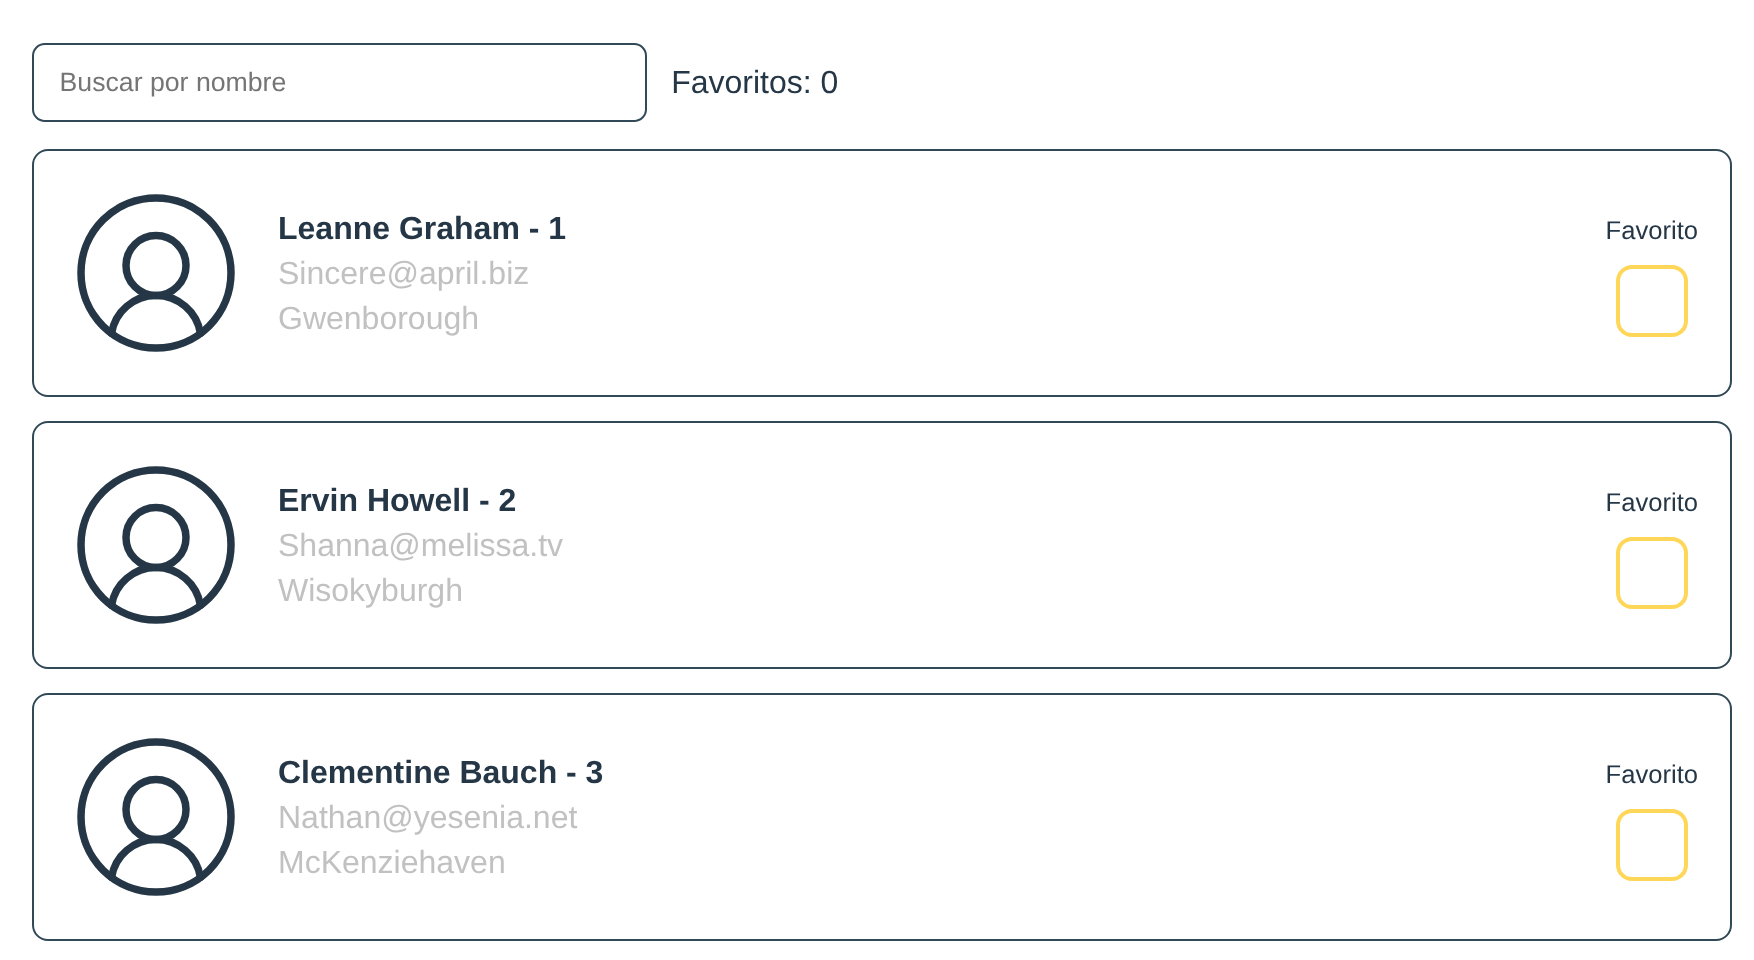 Buscar por nombre
Favoritos: 0
Leanne Graham - 1
Sincere@april.biz
Gwenborough
Favorito
Ervin Howell - 2
Shanna@melissa.tv
Wisokyburgh
Favorito
Clementine Bauch - 3
Nathan@yesenia.net
McKenziehaven
Favorito